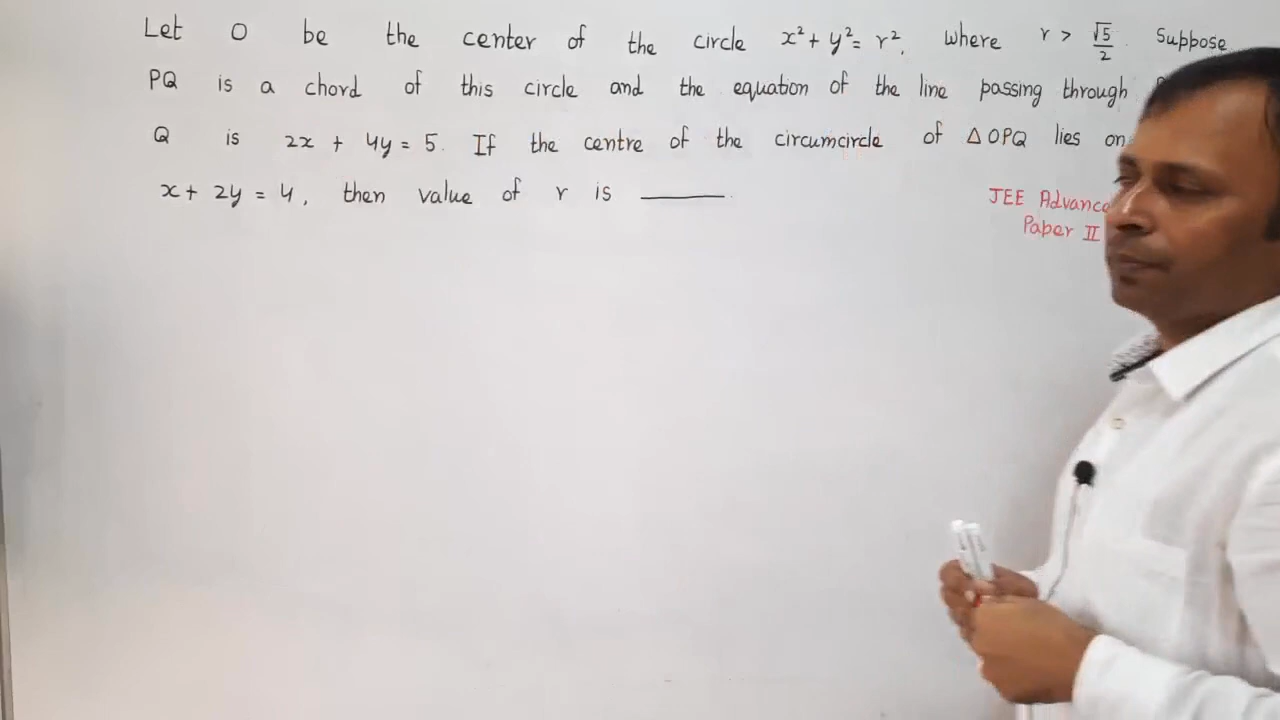 Let O be the center of the circle x² + y² = r², where r > √5/2. Suppose
PQ is a chord of this circle and the equation of the line passing through
Q is 2x + 4y = 5. If the centre of the circumcircle of △OPQ lies on
x + 2y = 4, then value of r is ______.
JEE
Paper II